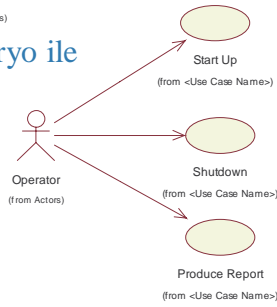 ryo ile
Start Up
(from <Use Case Name>)
Operator
(from Actors)
Shutdown
(from <Use Case Name>)
Produce Report
(from <Use Case Name>)